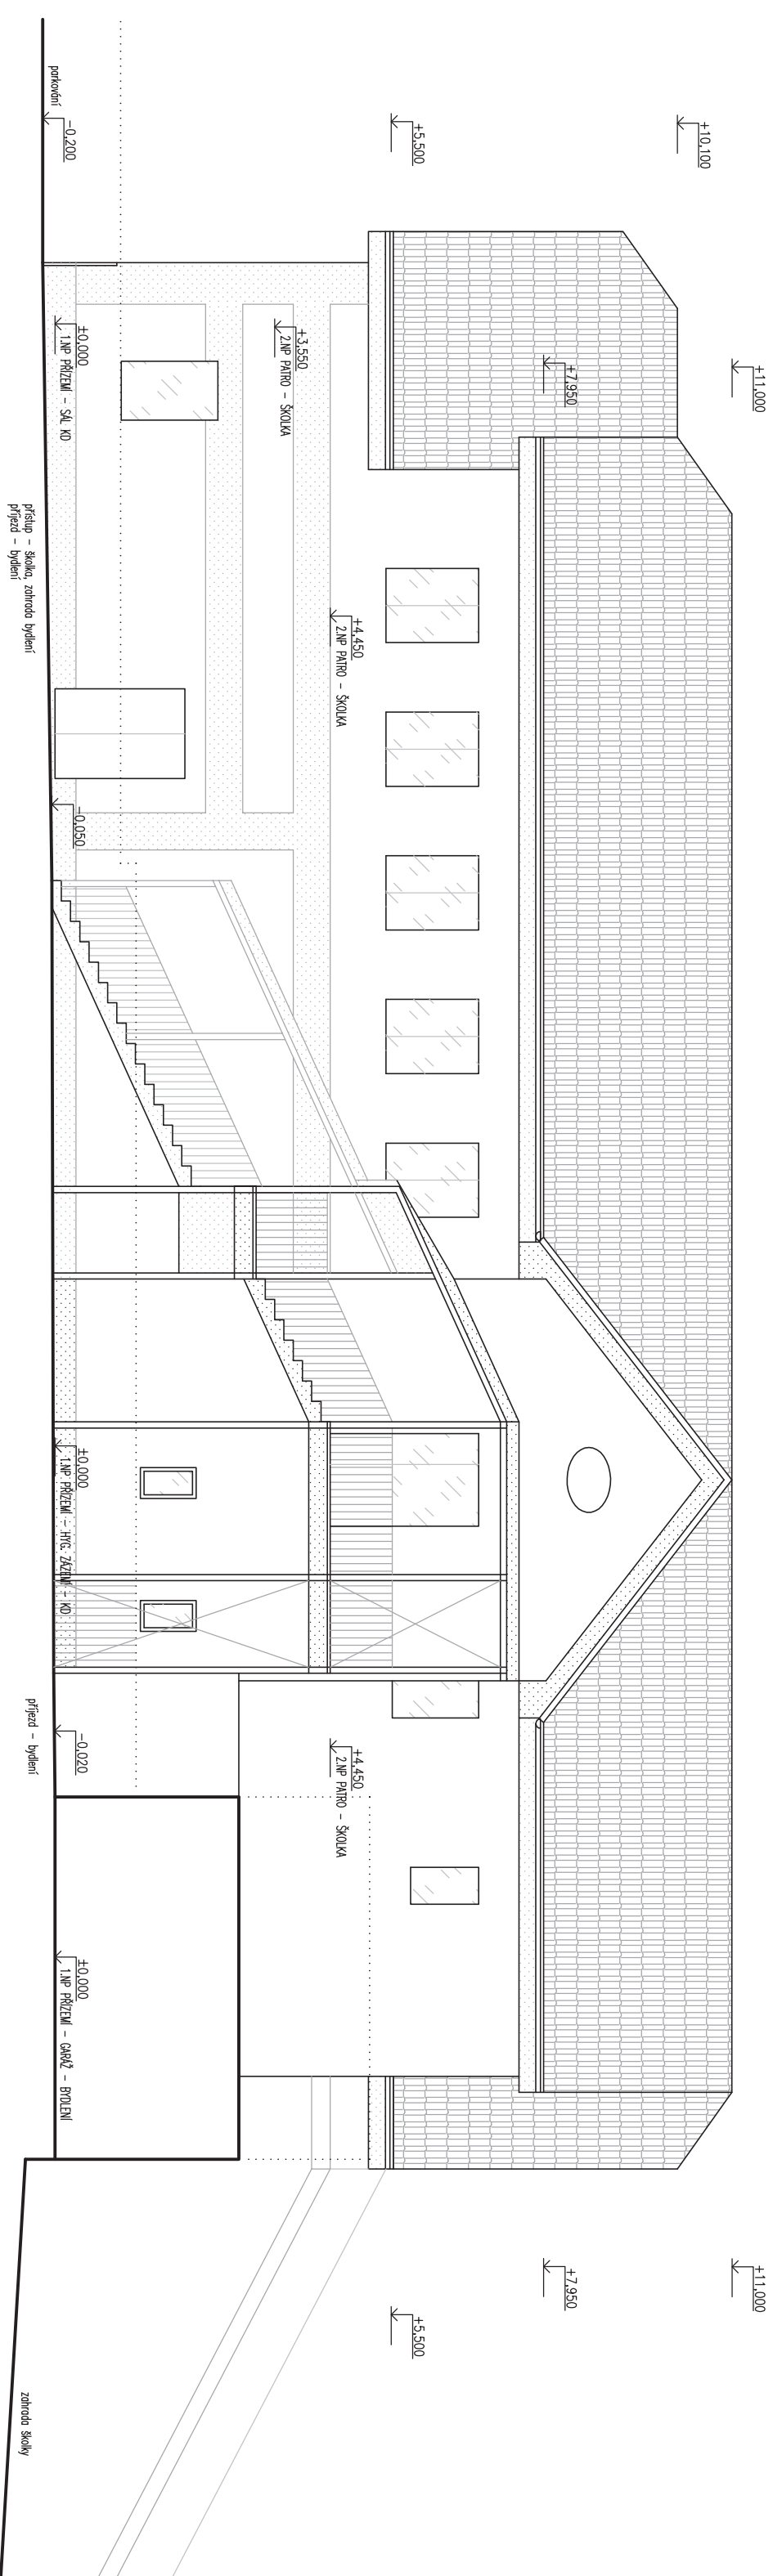 +11,000
+11,000
+10,100
+7,950
+7,950
+5,500
+5,500
+4,450
2.NP PATRO – ŠKOLKA
+4,450
2.NP PATRO – ŠKOLKA
+3,550
2.NP PATRO – ŠKOLKA
±0,000
1.NP PŘÍZEMÍ – SÁL KD
±0,000
1.NP PŘÍZEMÍ – HYG. ZÁZEMÍ – KD
±0,000
1.NP PŘÍZEMÍ – GARÁŽ – BYDLENÍ
-0,200
-0,050
-0,020
parkování
přístup – školka, zahrada bydlení
příjezd – bydlení
příjezd – bydlení
zahrada školky